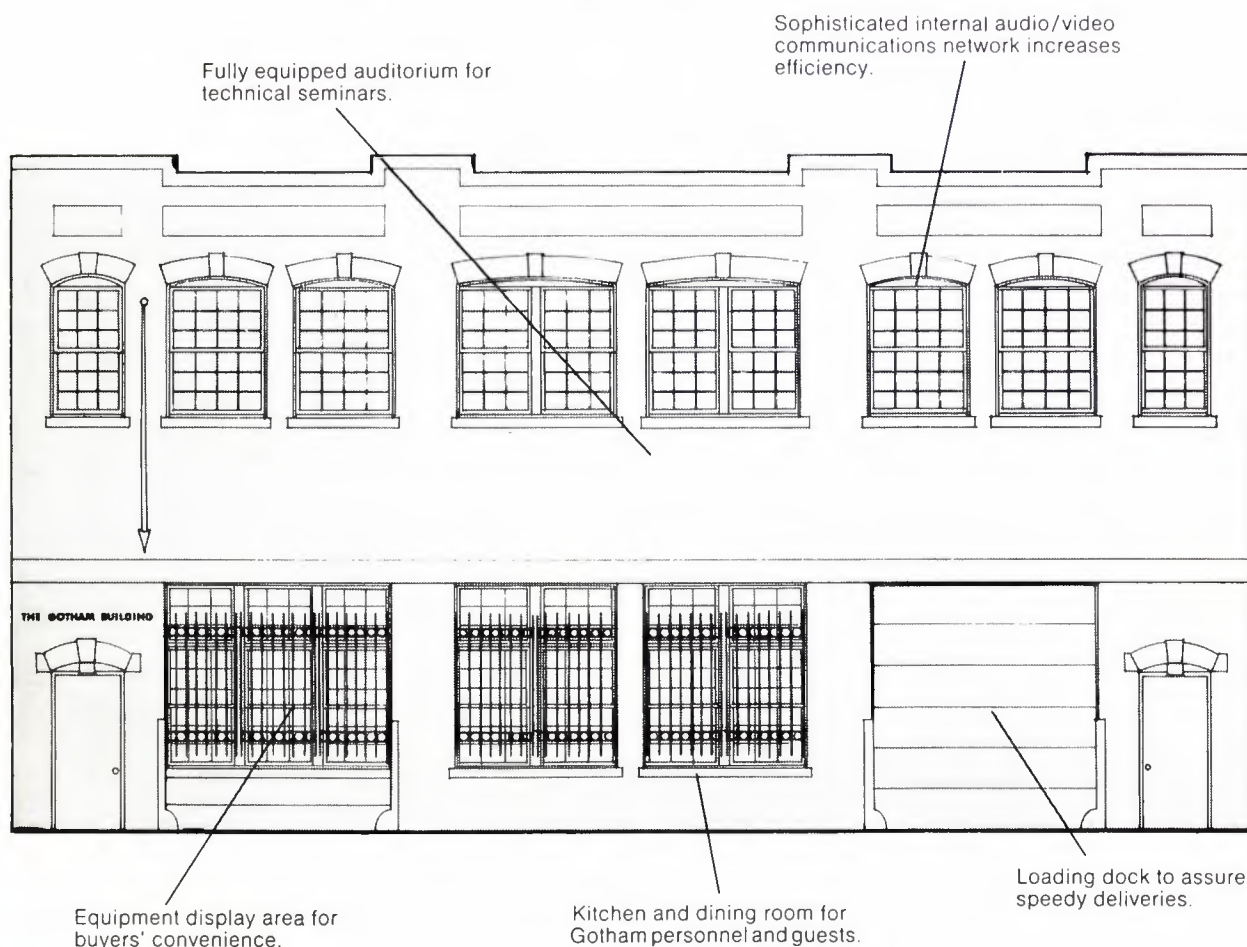 Sophisticated internal audio/video
communications network increases
efficiency.
Fully equipped auditorium for
technical seminars.
THE GOTHAM BUILDING
Equipment display area for
buyers' convenience.
Kitchen and dining room for
Gotham personnel and guests.
Loading dock to assure
speedy deliveries.